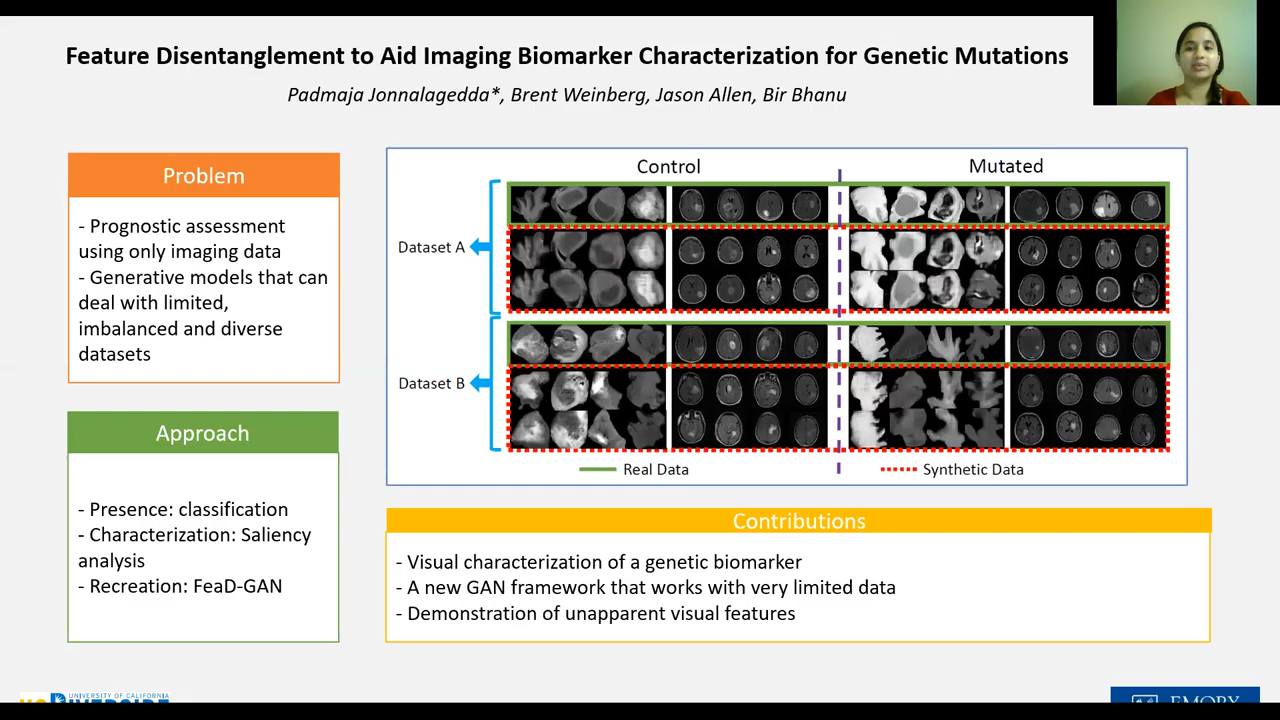 Feature Disentanglement to Aid Imaging Biomarker Characterization for Genetic Mutations
Padmaja Jonnalagedda*, Brent Weinberg, Jason Allen, Bir Bhanu
Problem
- Prognostic assessment
using only imaging data
- Generative models that can
deal with limited,
imbalanced and diverse
datasets
Approach
- Presence: classification
- Characterization: Saliency
analysis
- Recreation: FeaD-GAN
Control
Mutated
Dataset A
Dataset B
Real Data
Synthetic Data
Contributions
- Visual characterization of a genetic biomarker
- A new GAN framework that works with very limited data
- Demonstration of unapparent visual features
UNIVERSITY OF CALIFORNIA
EMORY